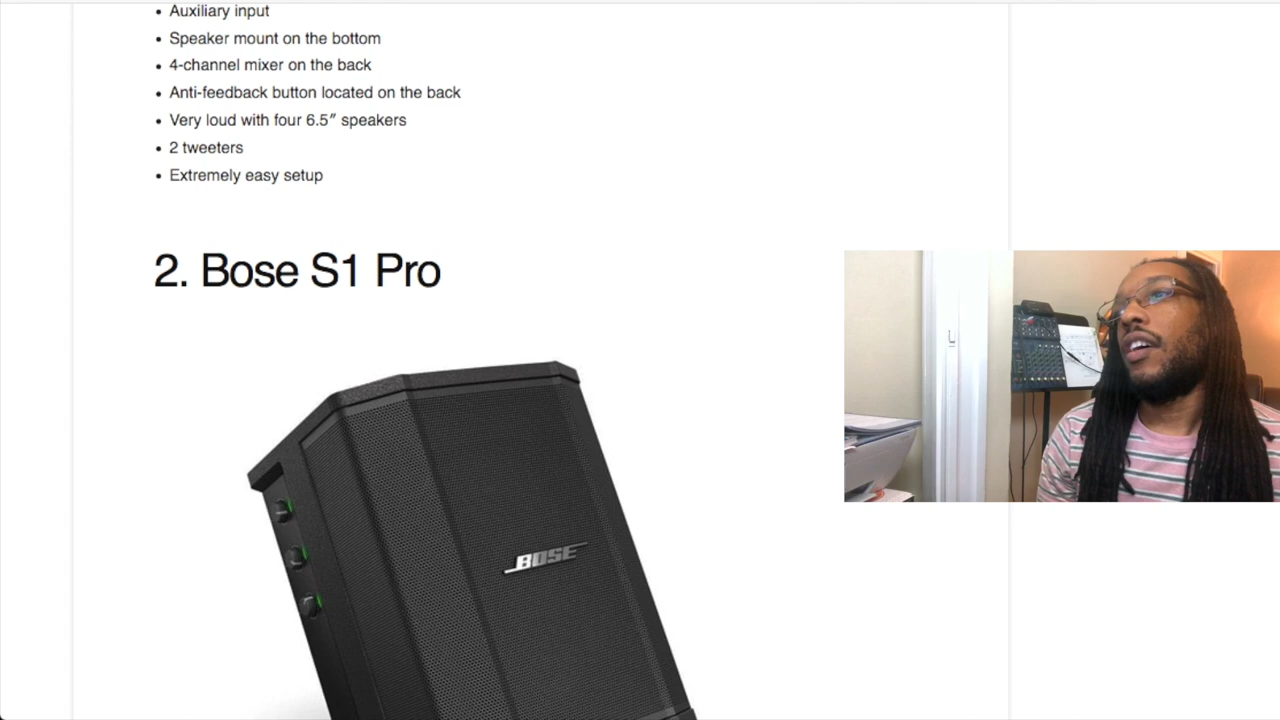 Auxiliary input
Speaker mount on the bottom
4-channel mixer on the back
Anti-feedback button located on the back
Very loud with four 6.5″ speakers
2 tweeters
Extremely easy setup
2. Bose S1 Pro
BOSE